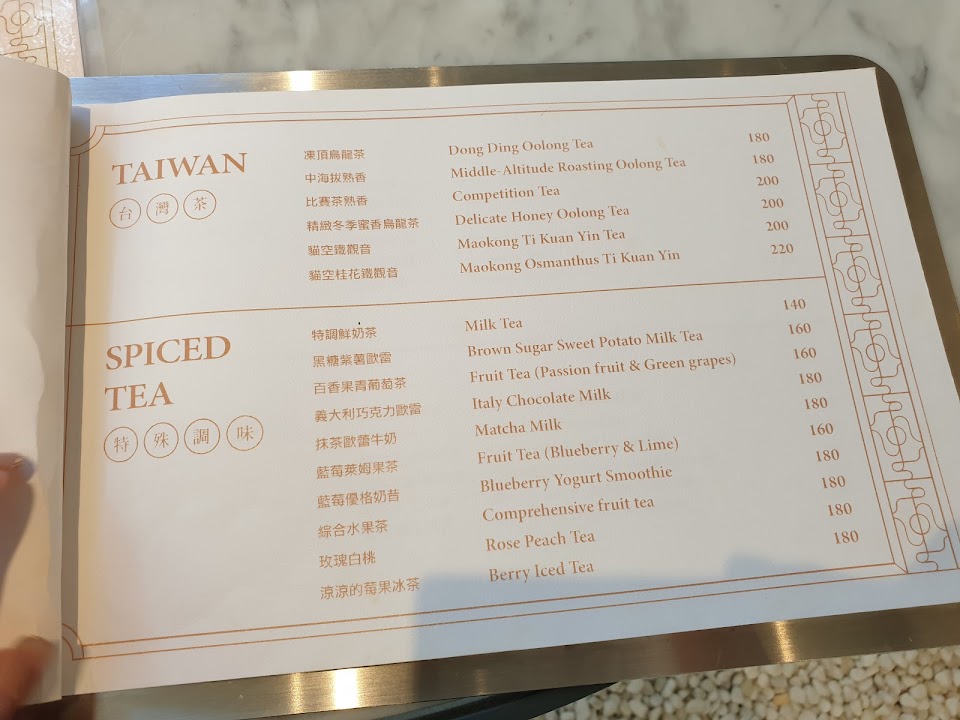 TAIWAN
台灣茶
凍頂烏龍茶 Dong Ding Oolong Tea 180
中海拔熟香 Middle-Altitude Roasting Oolong Tea 180
比賽茶熟香 Competition Tea 200
精緻冬季蜜香烏龍茶 Delicate Honey Oolong Tea 200
貓空鐵觀音 Maokong Ti Kuan Yin Tea 200
貓空桂花鐵觀音 Maokong Osmanthus Ti Kuan Yin 220
SPICED
TEA
特殊調味
特調鮮奶茶 Milk Tea 140
黑糖紫薯歐雷 Brown Sugar Sweet Potato Milk Tea 160
百香果青葡萄茶 Fruit Tea (Passion fruit & Green grapes) 160
義大利巧克力歐雷 Italy Chocolate Milk 180
抹茶歐蕾牛奶 Matcha Milk 180
藍莓萊姆果茶 Fruit Tea (Blueberry & Lime) 160
藍莓優格奶昔 Blueberry Yogurt Smoothie 180
綜合水果茶 Comprehensive fruit tea 180
玫瑰白桃 Rose Peach Tea 180
涼涼的莓果冰茶 Berry Iced Tea 180